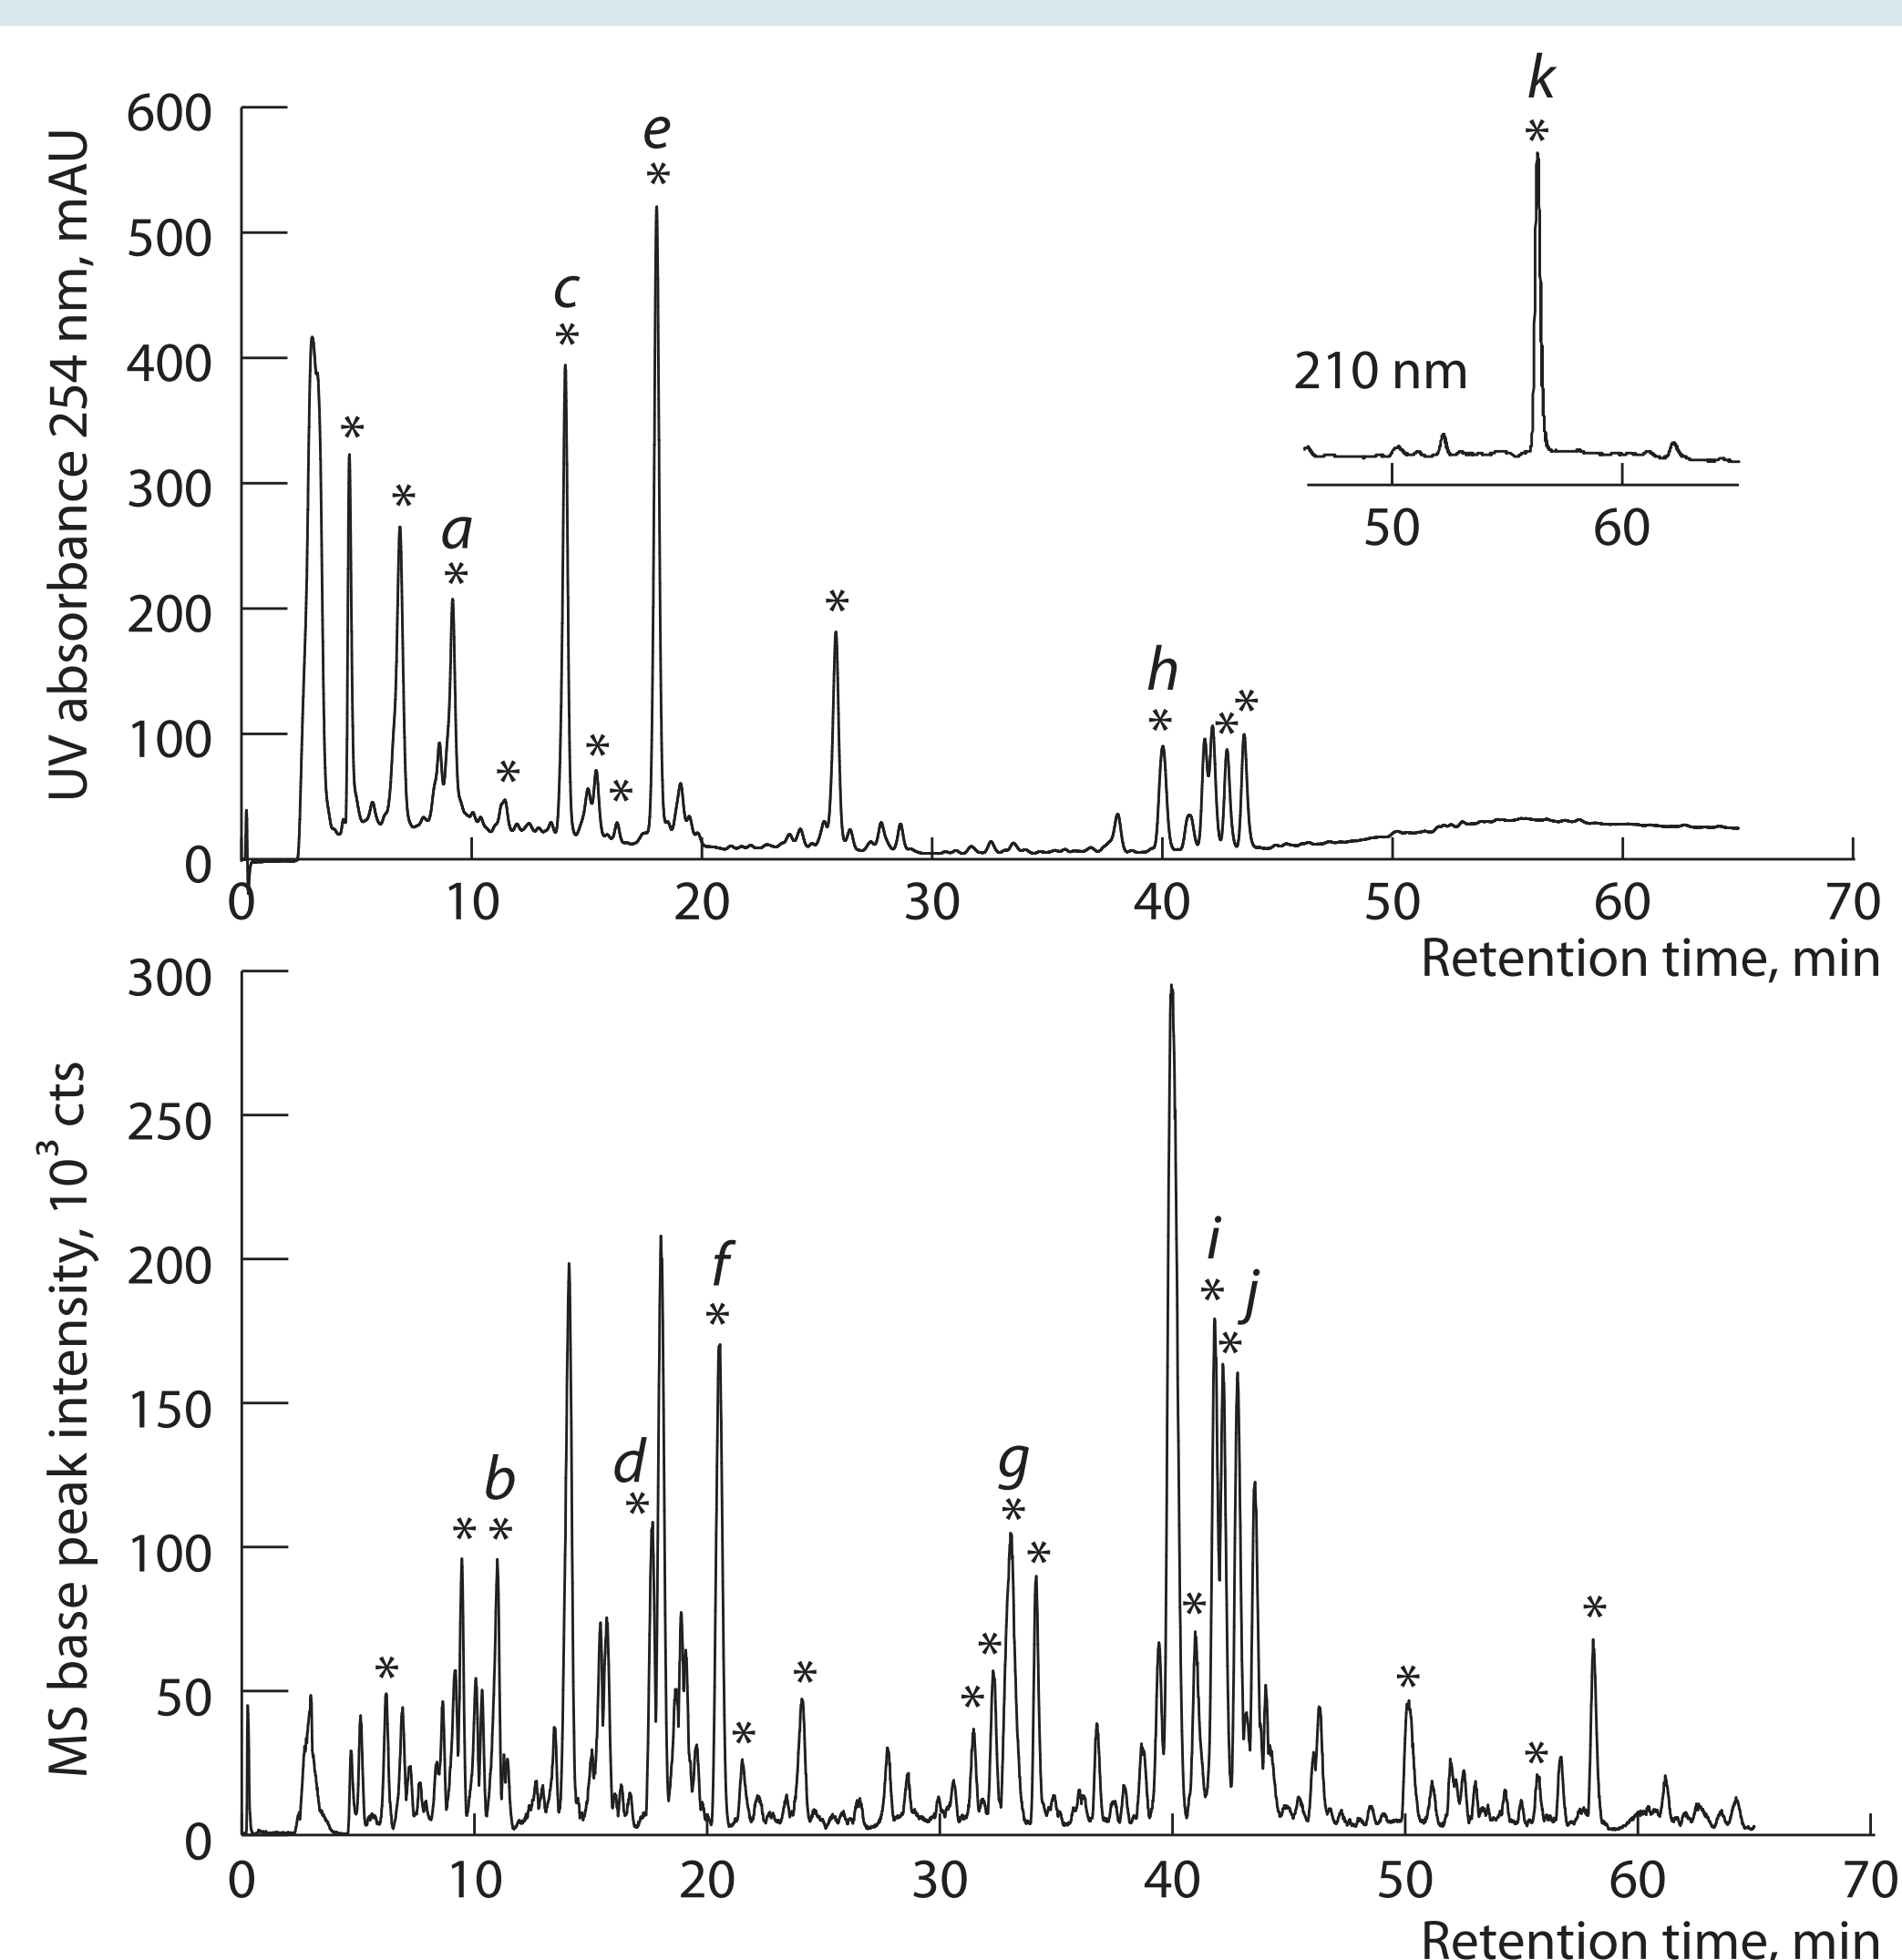 k
*
600
e
*
500
c
*
400
210 nm
*
300
*
a
*
50 60
200
*
h
*
*
*
100
*
*
*
0
0 10 20 30 40 50 60 70
UV absorbance 254 nm, mAU
Retention time, min
300
250
i
*
200
f
*
j
*
150
d
*
g
*
b
*
*
100
*
*
*
*
50
*
*
*
*
*
*
0
0 10 20 30 40 50 60 70
MS base peak intensity, 10³ cts
Retention time, min